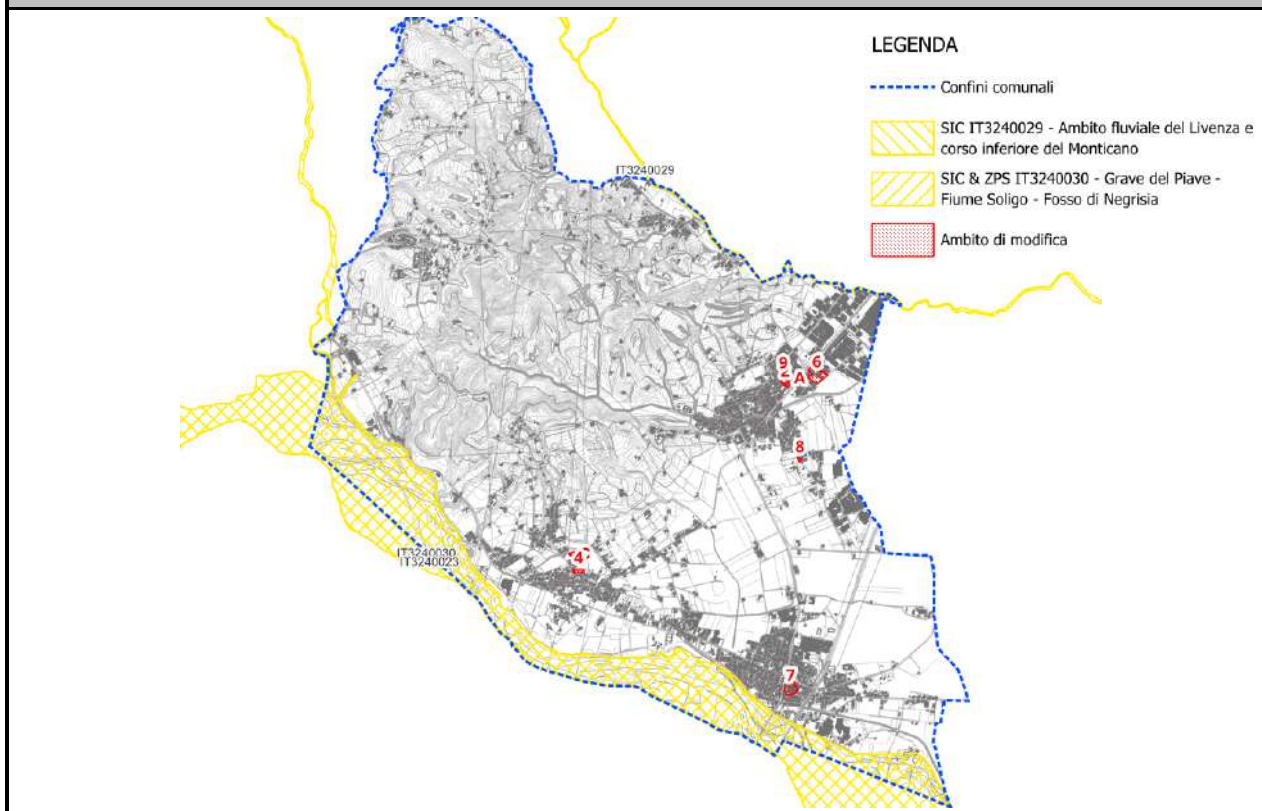 LEGENDA
Confini comunali
SIC IT3240029 - Ambito fluviale del Livenza e
corso inferiore del Monticano
SIC & ZPS IT3240030 - Grave del Piave -
Fiume Soligo - Fosso di Negrisia
Ambito di modifica
IT3240029
9
6
2
A
8
IT3240030
IT3240023
4
7